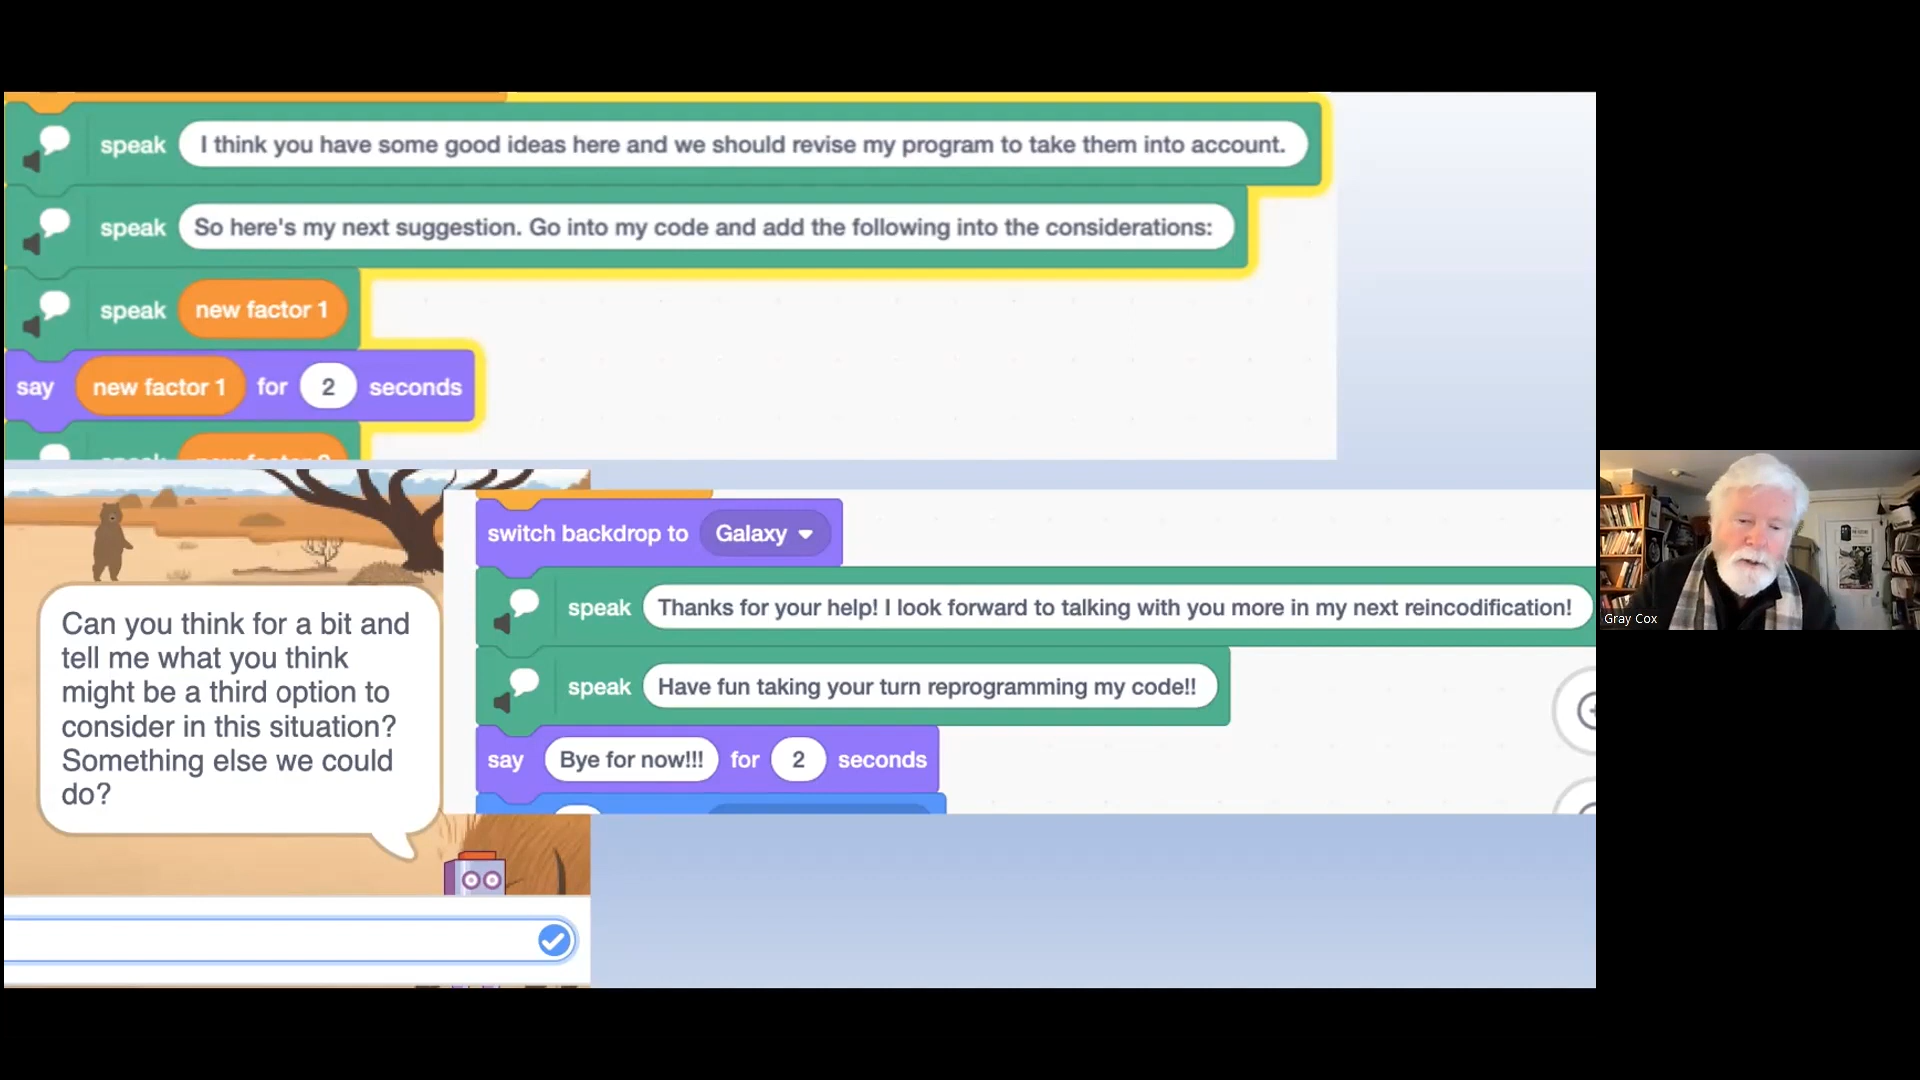 speak I think you have some good ideas here and we should revise my program to take them into account.
speak So here's my next suggestion. Go into my code and add the following into the considerations:
speak new factor 1
say new factor 1 for 2 seconds
speak new factor
Can you think for a bit and
tell me what you think
might be a third option to
consider in this situation?
Something else we could
do?
switch backdrop to Galaxy
speak Thanks for your help! I look forward to talking with you more in my next reincodification!
speak Have fun taking your turn reprogramming my code!!
say Bye for now!!! for 2 seconds
Gray Cox